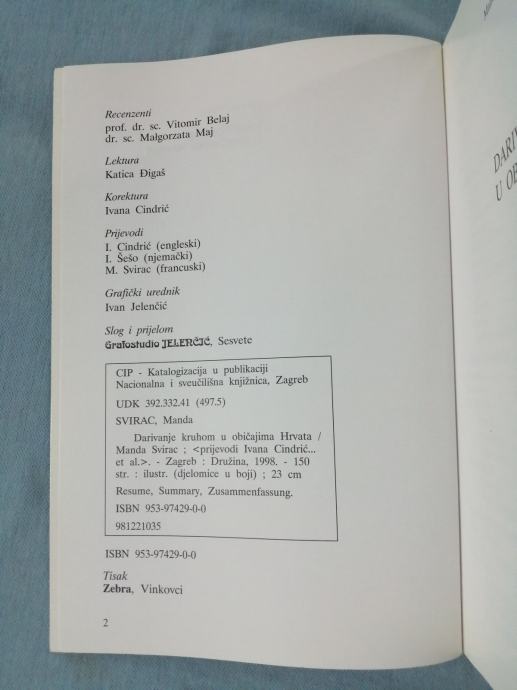 Recenzenti
prof. dr. sc. Vitomir Belaj
dr. sc. Małgorzata Maj
Lektura
Katica Đigaš
Korektura
Ivana Cindrić
Prijevodi
I. Cindrić (engleski)
I. Šešo (njemački)
M. Svirac (francuski)
Grafički urednik
Ivan Jelenčić
Slog i prijelom
Grafostudio JELENČIĆ, Sesvete
CIP - Katalogizacija u publikaciji
Nacionalna i sveučilišna knjižnica, Zagreb
UDK 392.332.41 (497.5)
SVIRAC, Manda
Darivanje kruhom u običajima Hrvata /
Manda Svirac ; <prijevodi Ivana Cindrić...
et al.>. - Zagreb : Družina, 1998. - 150
str. : ilustr. (djelomice u boji) ; 23 cm
Resume, Summary, Zusammenfassung.
ISBN 953-97429-0-0
981221035
ISBN 953-97429-0-0
Tisak
Zebra, Vinkovci
2